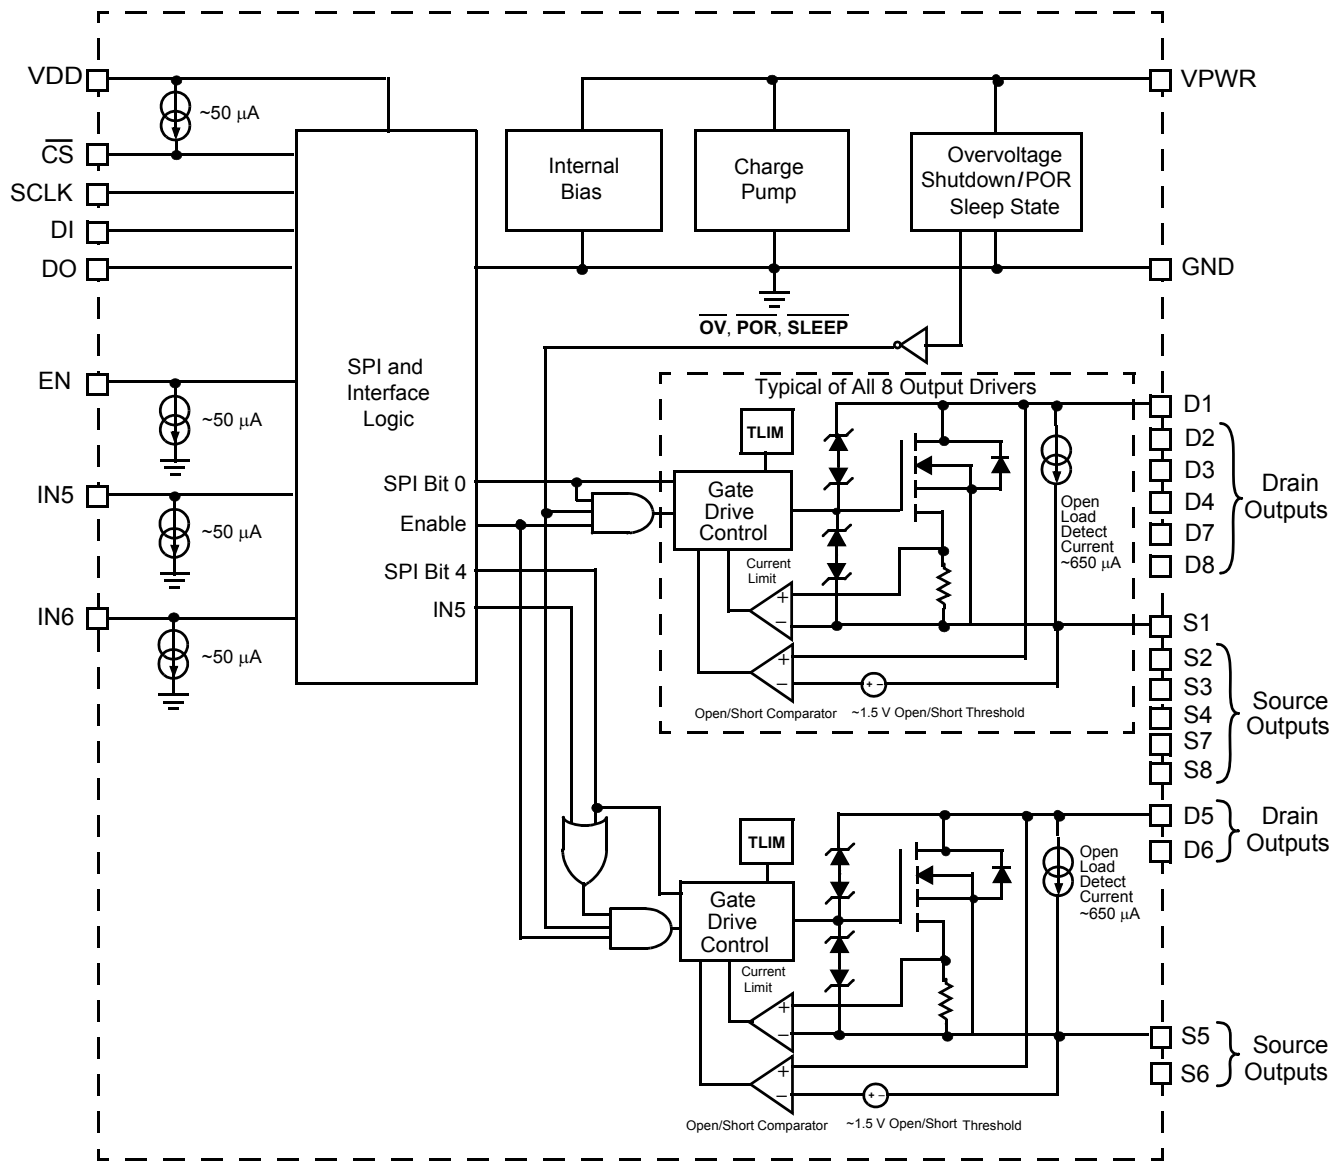 VDD
~50 μA
CS
SCLK
DI
DO
EN
~50 μA
IN5
~50 μA
IN6
~50 μA
SPI and
Interface
Logic
SPI Bit 0
Enable
SPI Bit 4
IN5
Internal
Bias
Charge
Pump
Overvoltage
Shutdown/POR
Sleep State
VPWR
GND
OV, POR, SLEEP
Typical of All 8 Output Drivers
TLIM
Gate
Drive
Control
Current
Limit
+
−
+
−
Open
Load
Detect
Current
~650 μA
+ −
Open/Short Comparator
~1.5 V Open/Short Threshold
D1
D2
D3
D4
D7
D8
Drain
Outputs
S1
S2
S3
S4
S7
S8
Source
Outputs
TLIM
Gate
Drive
Control
Current
Limit
+
−
+
−
Open
Load
Detect
Current
~650 μA
+ −
Open/Short Comparator
~1.5 V Open/Short Threshold
D5
D6
Drain
Outputs
S5
S6
Source
Outputs